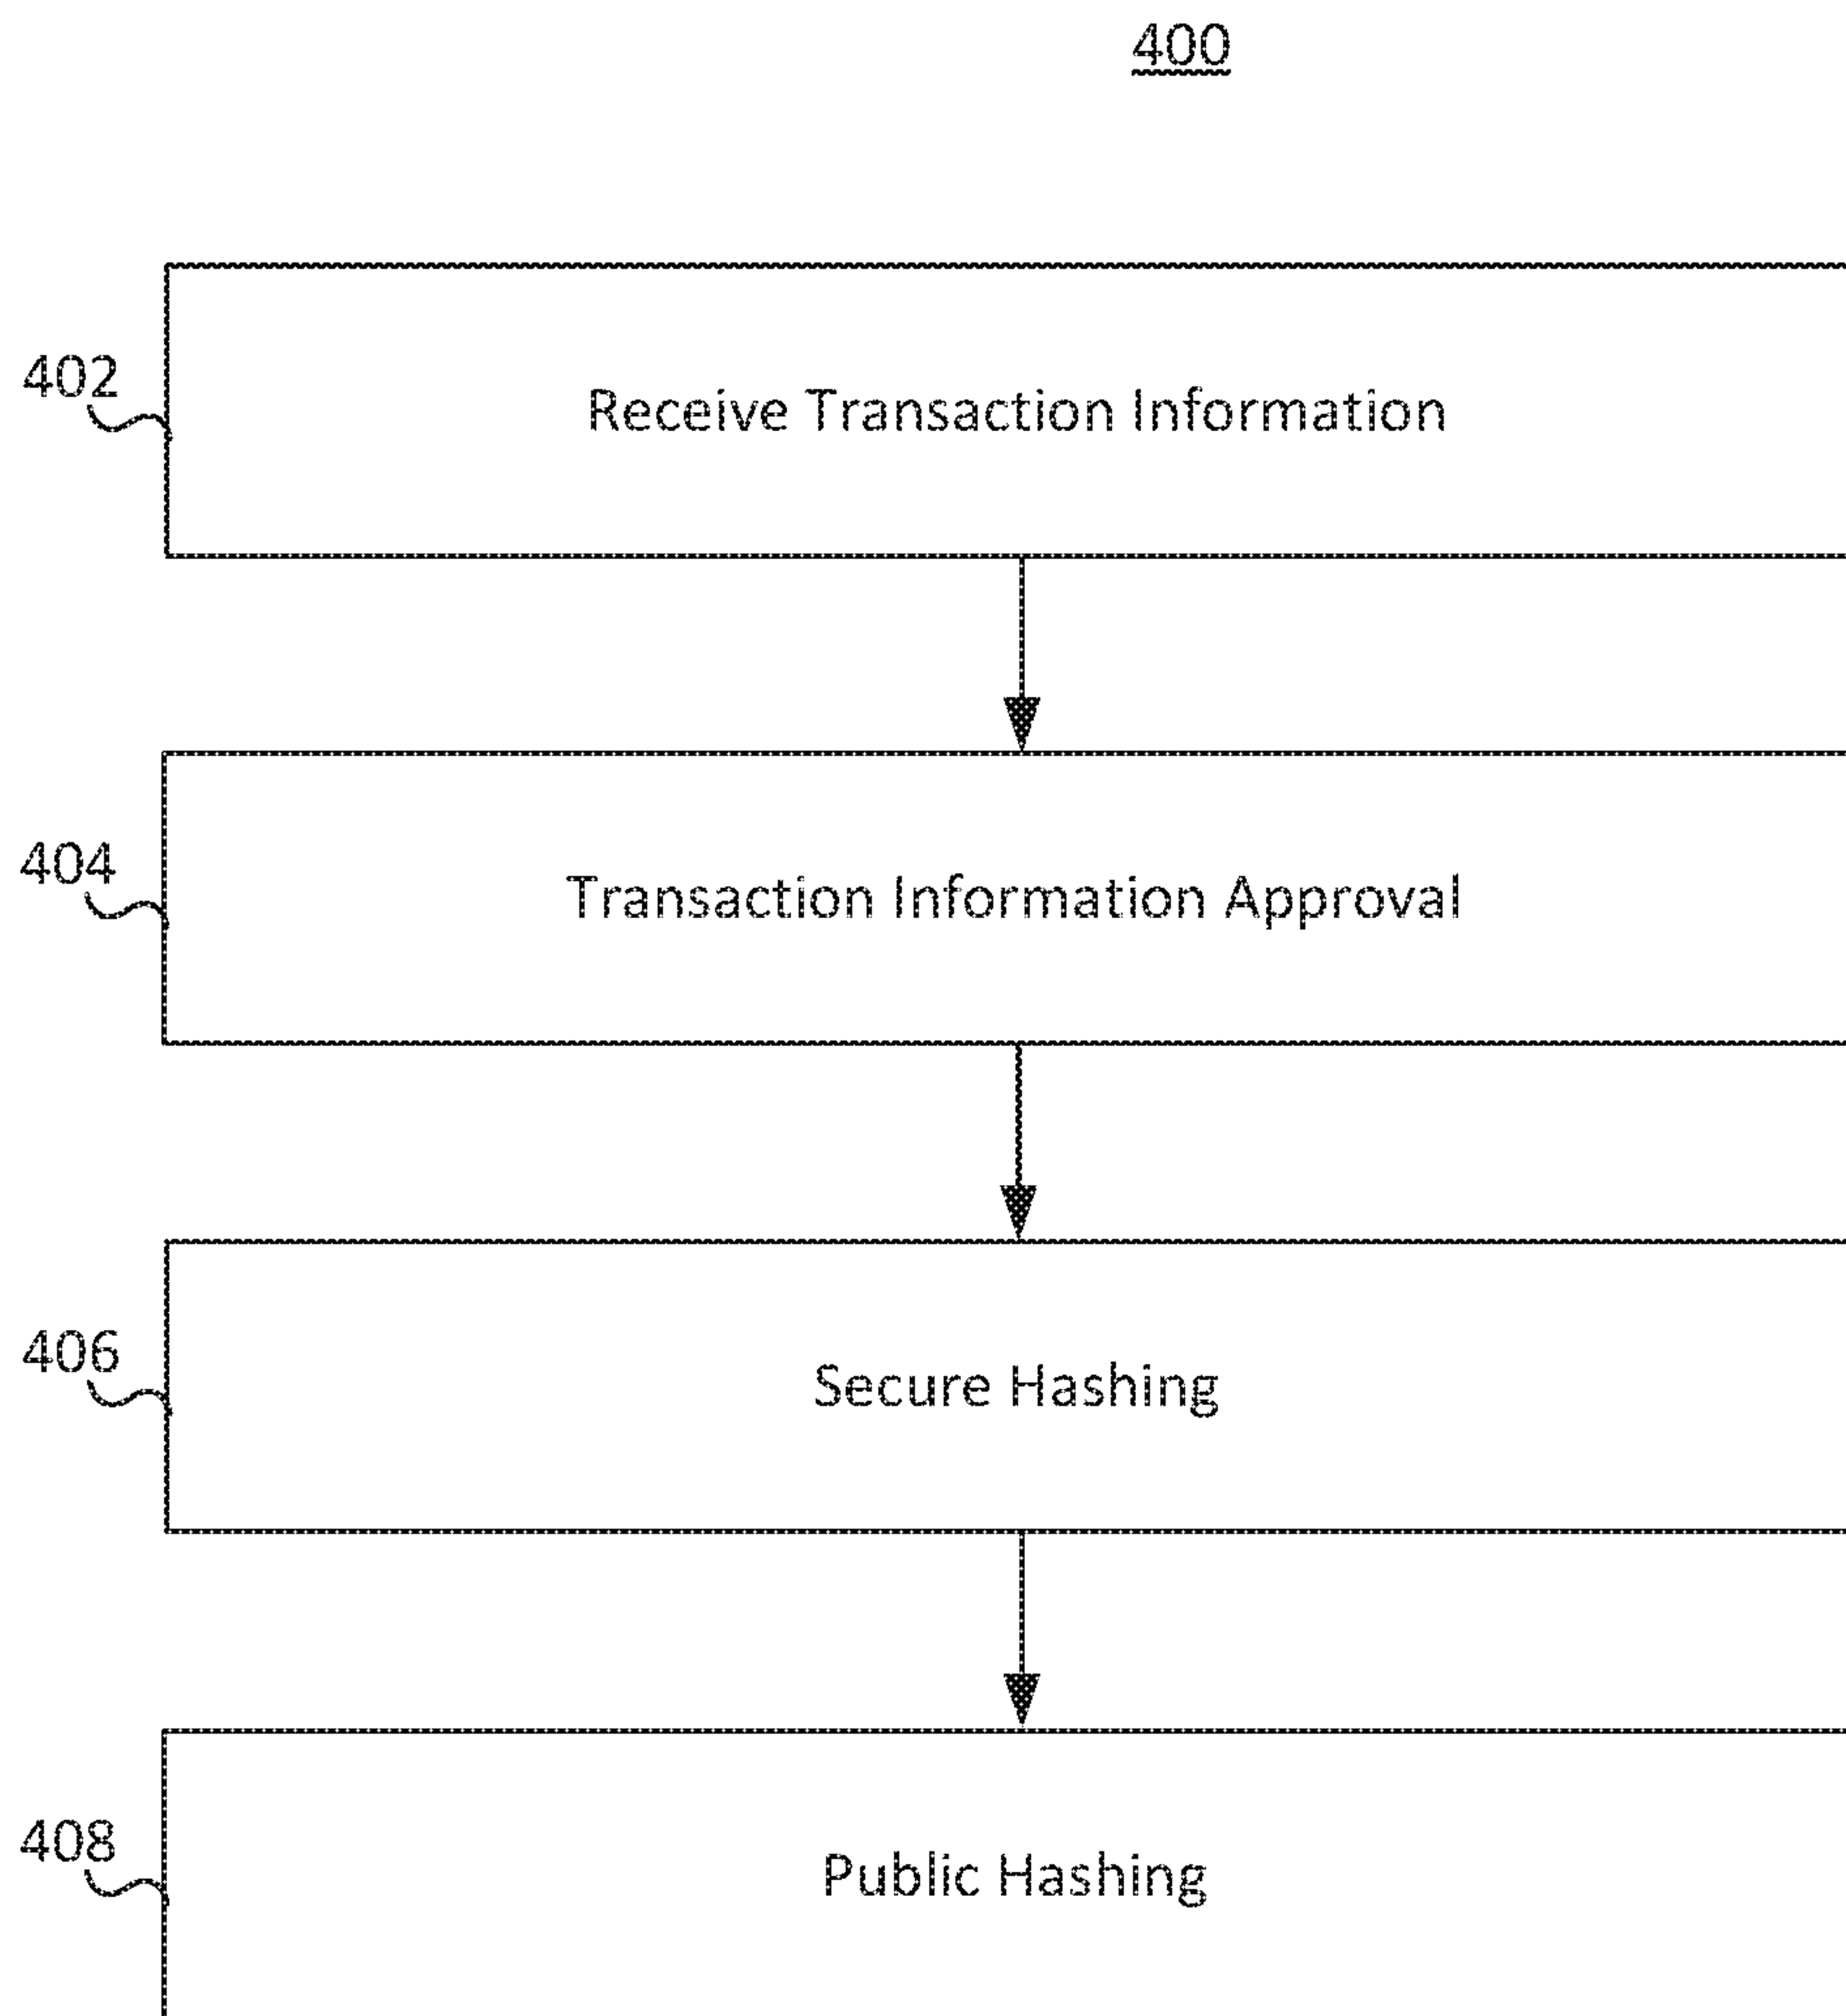 400
402
Receive Transaction Information
404
Transaction Information Approval
406
Secure Hashing
408
Public Hashing